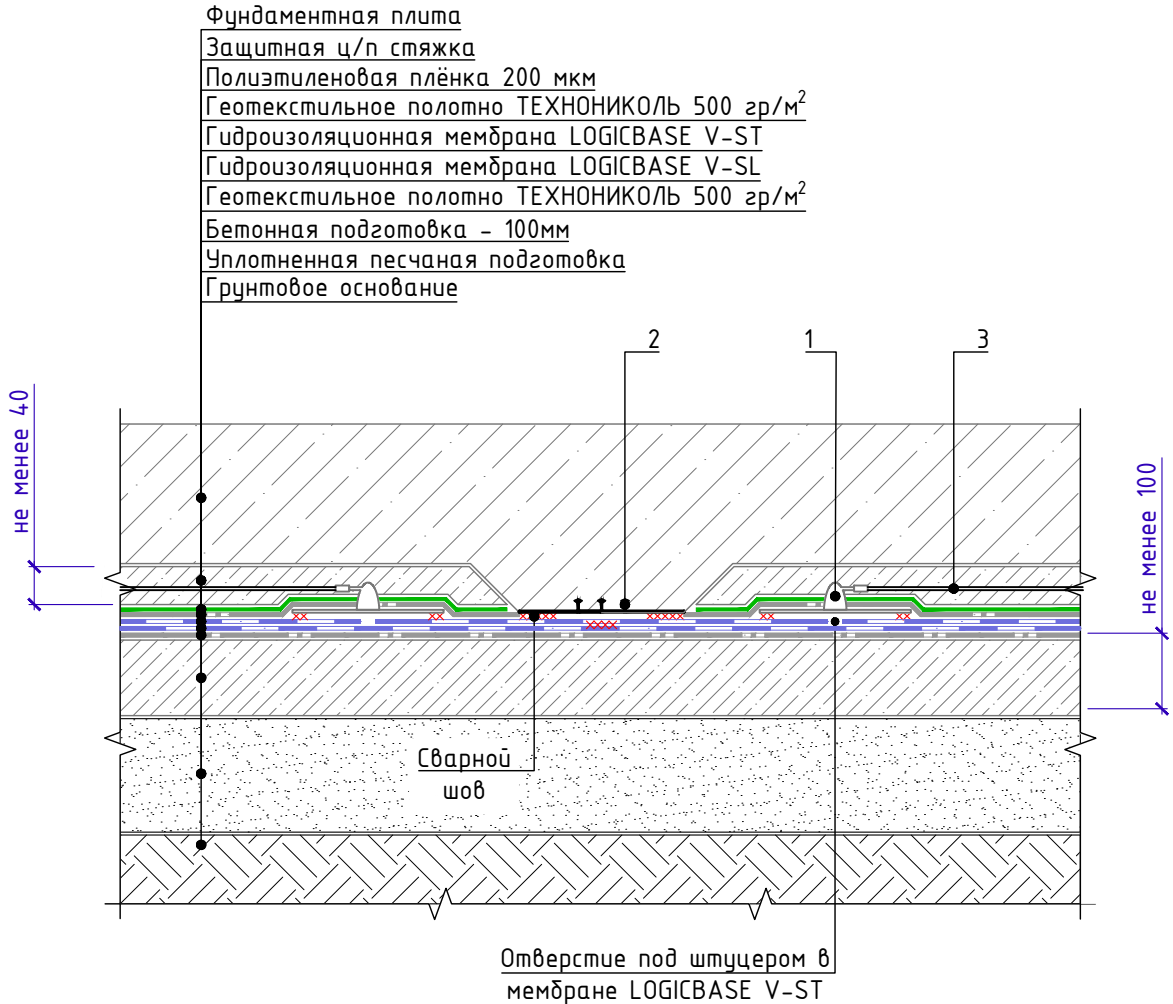 Фундаментная плита
Защитная ц/п стяжка
Полиэтиленовая плёнка 200 мкм
Геотекстильное полотно ТЕХНОНИКОЛЬ 500 гр/м²
Гидроизоляционная мембрана LOGICBASE V-ST
Гидроизоляционная мембрана LOGICBASE V-SL
Геотекстильное полотно ТЕХНОНИКОЛЬ 500 гр/м²
Бетонная подготовка - 100мм
Уплотненная песчаная подготовка
Грунтовое основание
2
1
3
не менее 40
не менее 100
Сварной
шов
Отверстие под штуцером в
мембране LOGICBASE V-ST